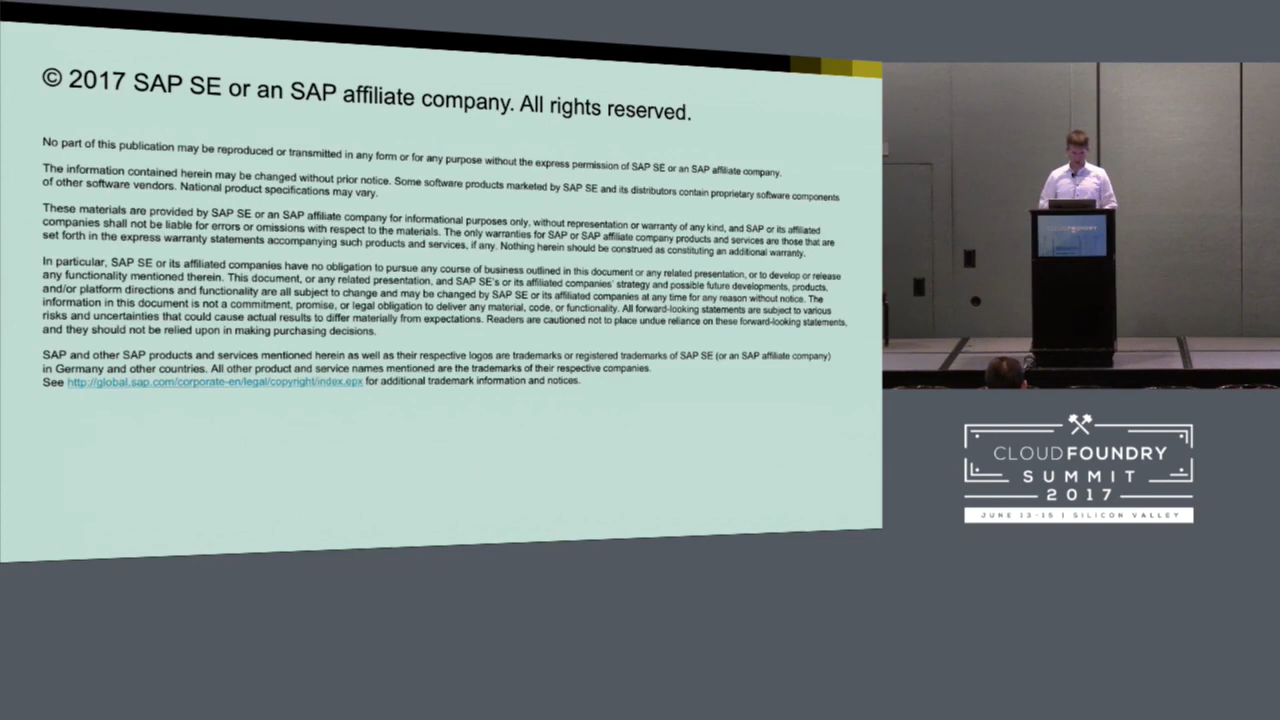 © 2017 SAP SE or an SAP affiliate company. All rights reserved.
No part of this publication may be reproduced or transmitted in any form or for any purpose without the express permission of SAP SE or an SAP affiliate company.
The information contained herein may be changed without prior notice. Some software products marketed by SAP SE and its distributors contain proprietary software components
of other software vendors. National product specifications may vary.
These materials are provided by SAP SE or an SAP affiliate company for informational purposes only, without representation or warranty of any kind, and SAP or its affiliated
companies shall not be liable for errors or omissions with respect to the materials. The only warranties for SAP or SAP affiliate company products and services are those that are
set forth in the express warranty statements accompanying such products and services, if any. Nothing herein should be construed as constituting an additional warranty.
In particular, SAP SE or its affiliated companies have no obligation to pursue any course of business outlined in this document or any related presentation, or to develop or release
any functionality mentioned therein. This document, or any related presentation, and SAP SE's or its affiliated companies' strategy and possible future developments, products,
and/or platform directions and functionality are all subject to change and may be changed by SAP SE or its affiliated companies at any time for any reason without notice. The
information in this document is not a commitment, promise, or legal obligation to deliver any material, code, or functionality. All forward-looking statements are subject to various
risks and uncertainties that could cause actual results to differ materially from expectations. Readers are cautioned not to place undue reliance on these forward-looking statements,
and they should not be relied upon in making purchasing decisions.
SAP and other SAP products and services mentioned herein as well as their respective logos are trademarks or registered trademarks of SAP SE (or an SAP affiliate company)
in Germany and other countries. All other product and service names mentioned are the trademarks of their respective companies.
See http://global.sap.com/corporate-en/legal/copyright/index.epx for additional trademark information and notices.
CLOUD FOUNDRY
CLOUDFOUNDRY
SUMMIT
2017
JUNE 13-15 | SILICON VALLEY